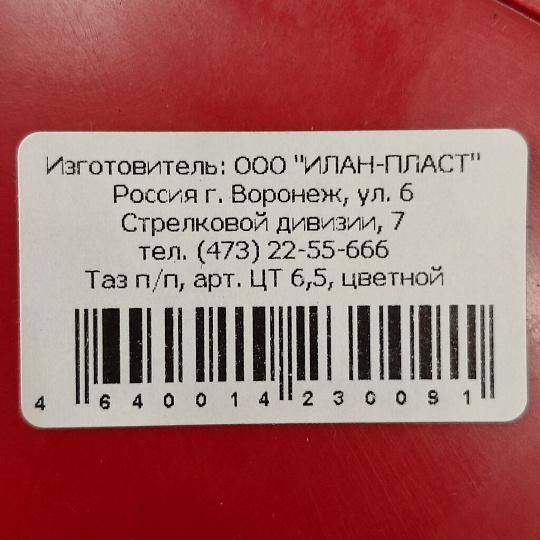 Изготовитель: ООО "ИЛАН-ПЛАСТ"
Россия г. Воронеж, ул. 6
Стрелковой дивизии, 7
тел. (473) 22-55-666
Таз п/п, арт. ЦТ 6,5, цветной
4 640014 230091